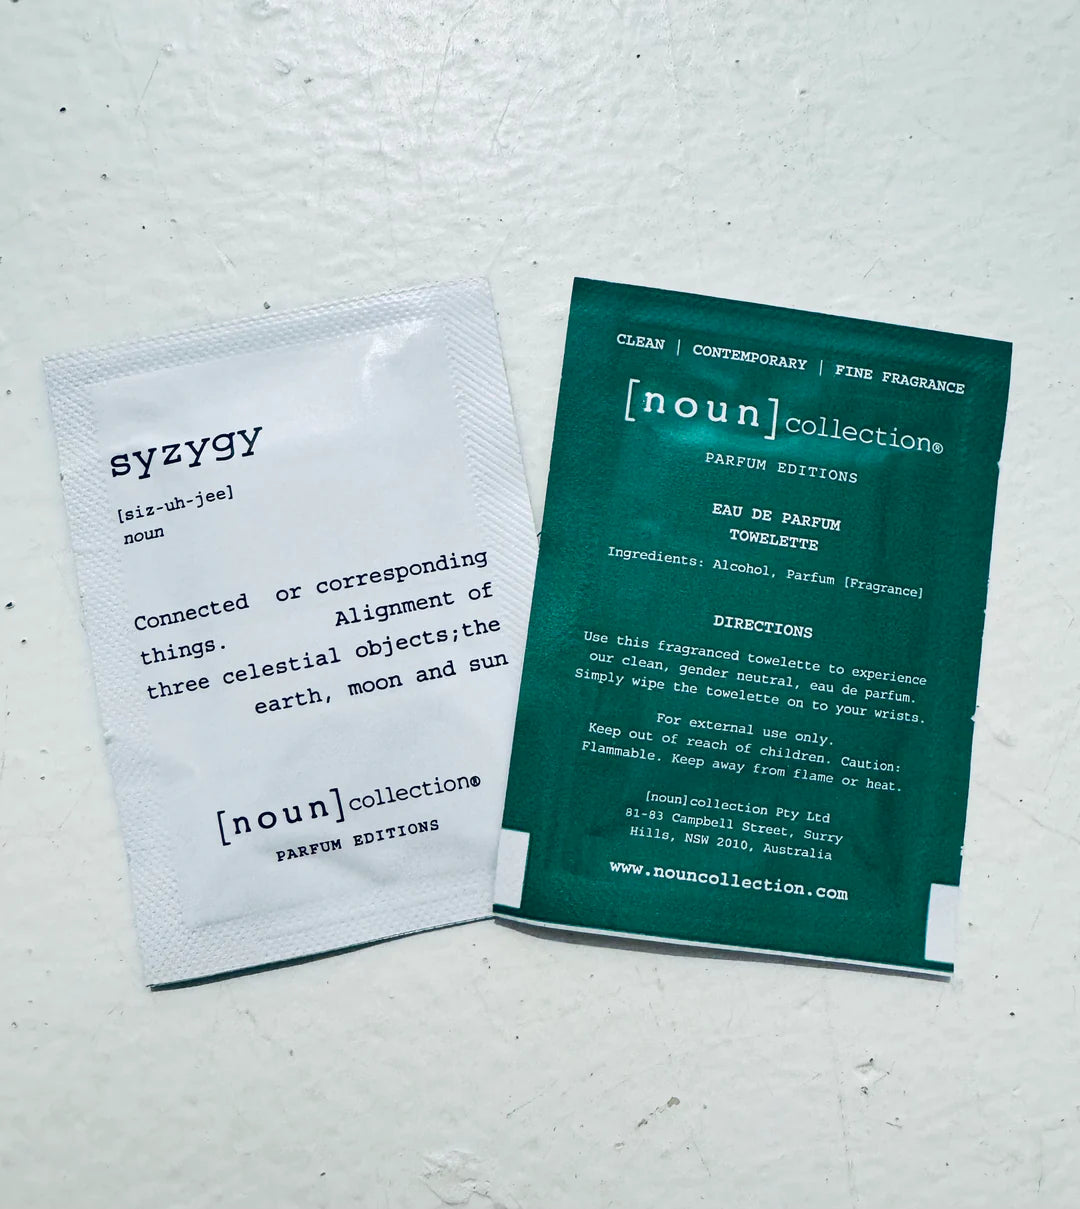 syzygy
[siz-uh-jee]
noun
Connected or corresponding
things. Alignment of
three celestial objects;the
earth, moon and sun
[noun]collection®
PARFUM EDITIONS
CLEAN | CONTEMPORARY | FINE FRAGRANCE
[noun]collection®
PARFUM EDITIONS
EAU DE PARFUM
TOWELETTE
Ingredients: Alcohol, Parfum [Fragrance]
DIRECTIONS
Use this fragranced towelette to experience
our clean, gender neutral, eau de parfum.
Simply wipe the towelette on to your wrists.
For external use only.
Keep out of reach of children. Caution:
Flammable. Keep away from flame or heat.
[noun]collection Pty Ltd
81-83 Campbell Street, Surry
Hills, NSW 2010, Australia
www.nouncollection.com